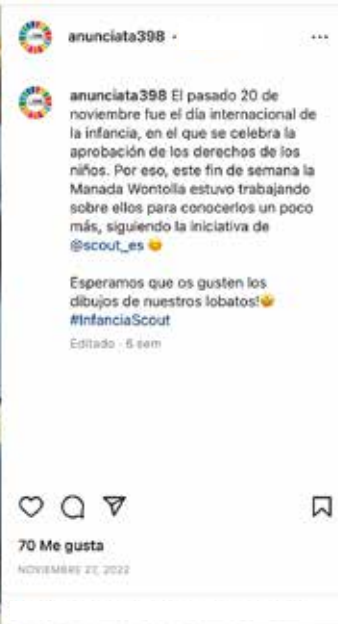 anunciata398 ·
anunciata398 El pasado 20 de
noviembre fue el día internacional de
la infancia, en el que se celebra la
aprobación de los derechos de los
niños. Por eso, este fin de semana la
Manada Wontolla estuvo trabajando
sobre ellos para conocerlos un poco
más, siguiendo la iniciativa de
@scout_es
Esperamos que os gusten los
dibujos de nuestros lobatos!
#InfanciaScout
Editado · 6 sem
70 Me gusta
NOVIEMBRE 27, 2022